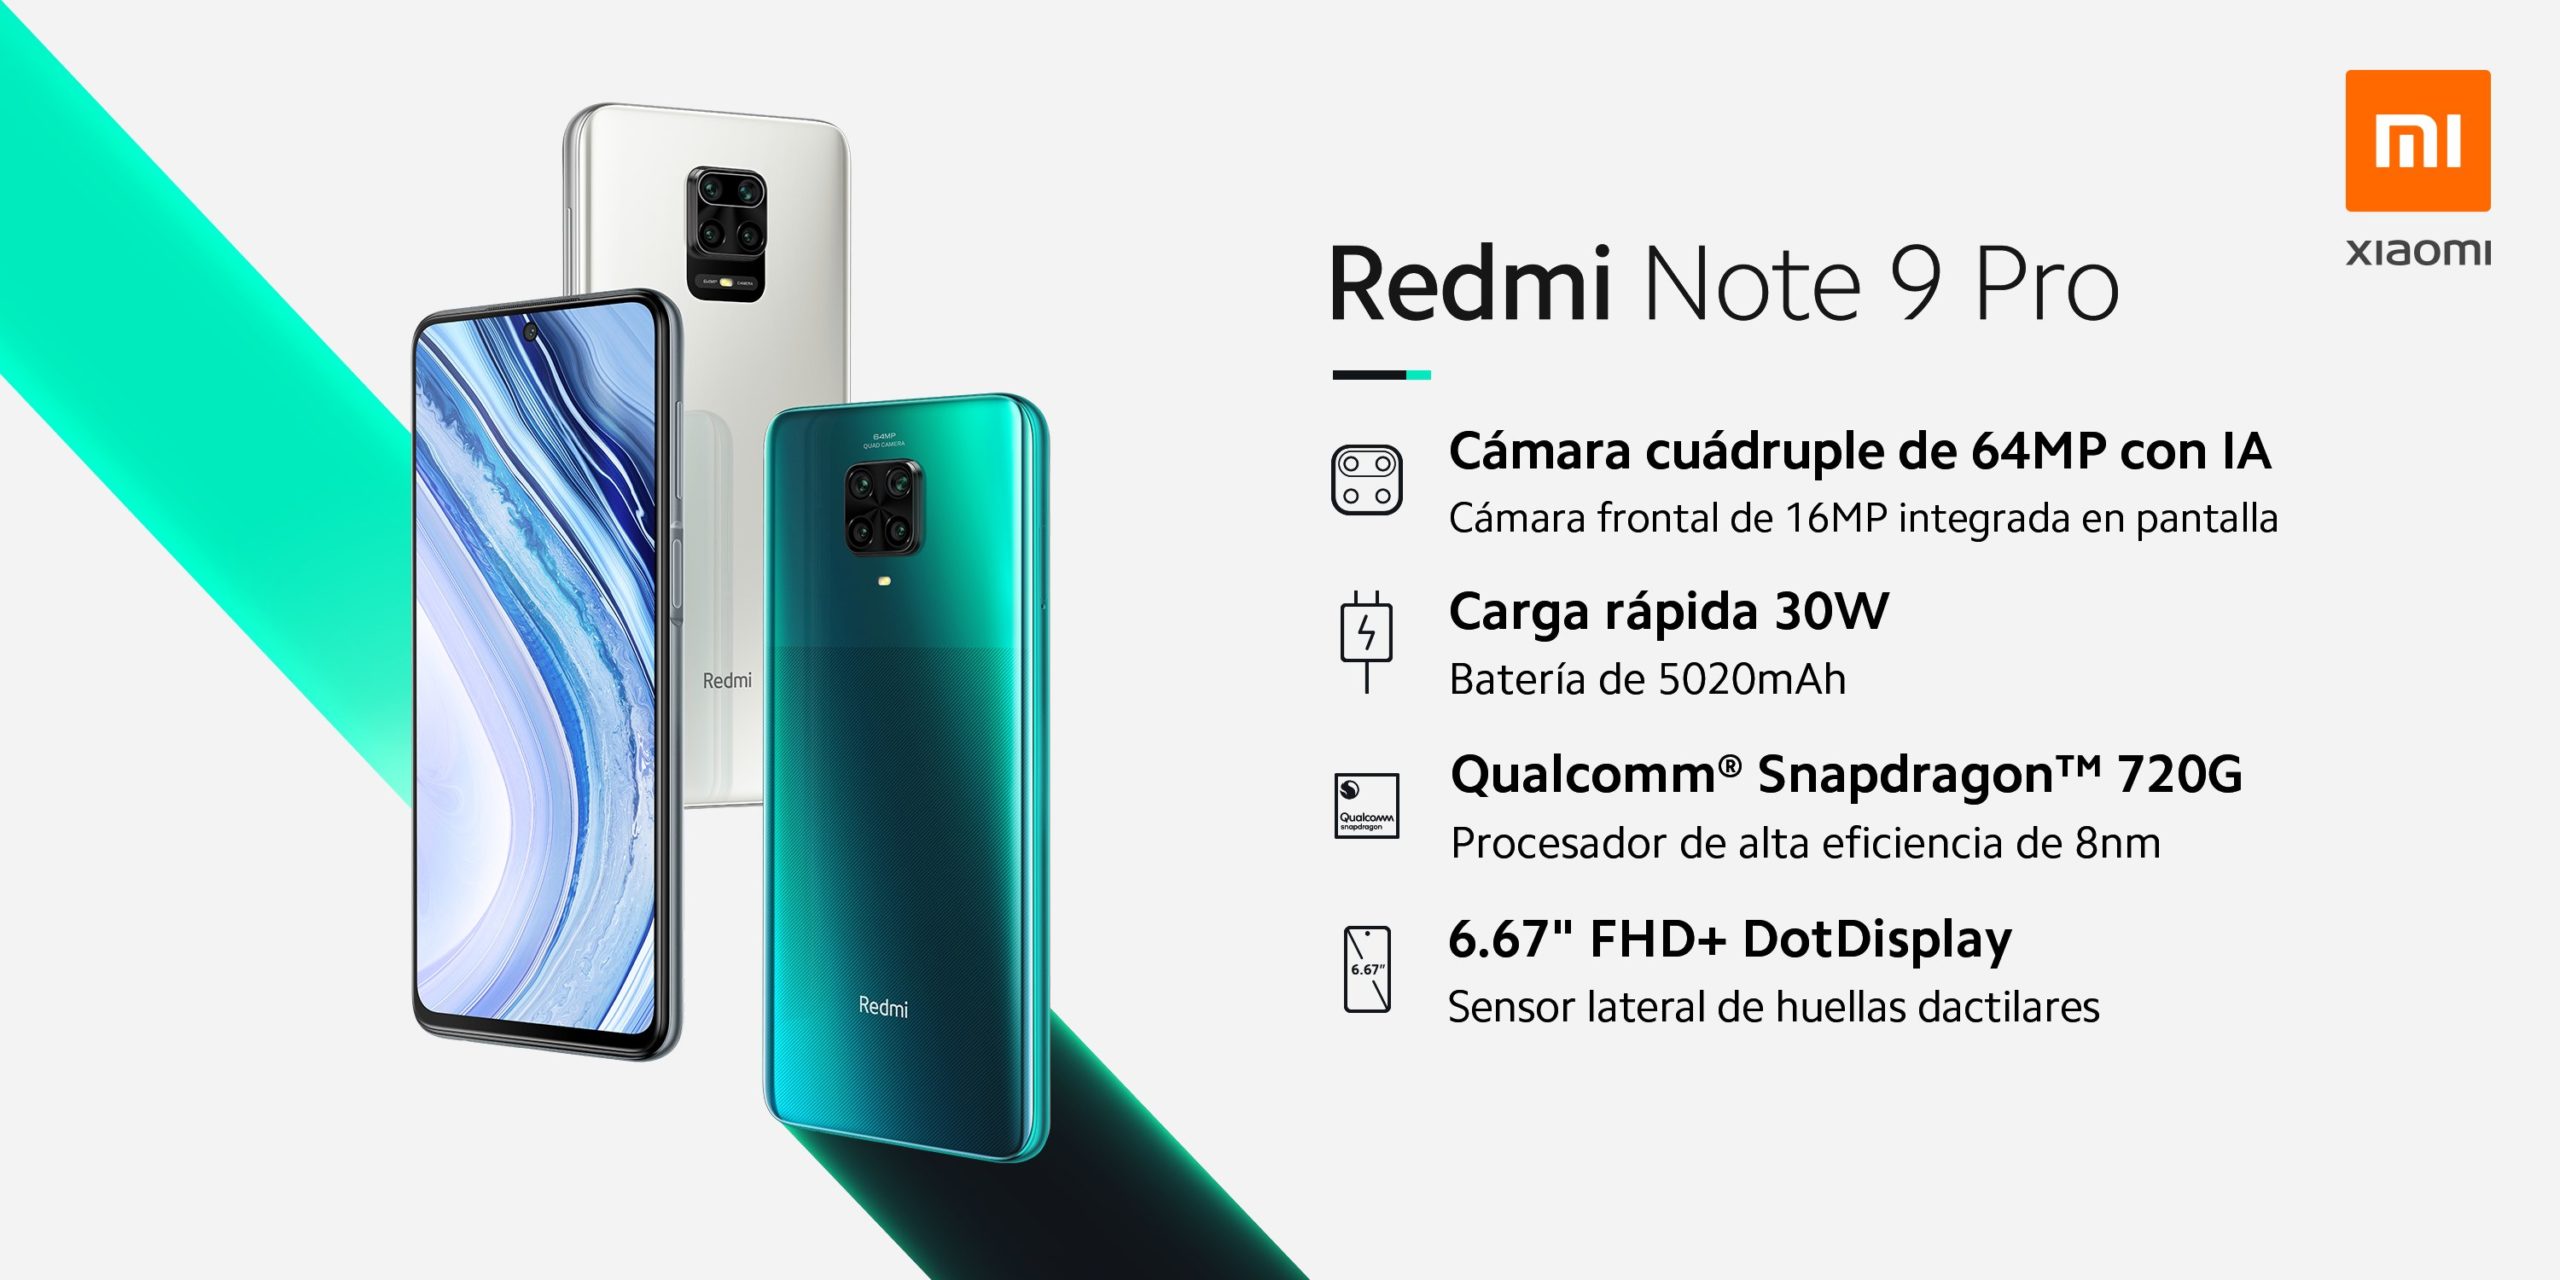 mi
xiaomi
Redmi Note 9 Pro
Cámara cuádruple de 64MP con IA
Cámara frontal de 16MP integrada en pantalla
Carga rápida 30W
Batería de 5020mAh
Qualcomm® Snapdragon™ 720G
Procesador de alta eficiencia de 8nm
Qualcomm
snapdragon
6.67" FHD+ DotDisplay
Sensor lateral de huellas dactilares
6.67"
64MP CAMERA
Redmi
64MP
QUAD CAMERA
Redmi